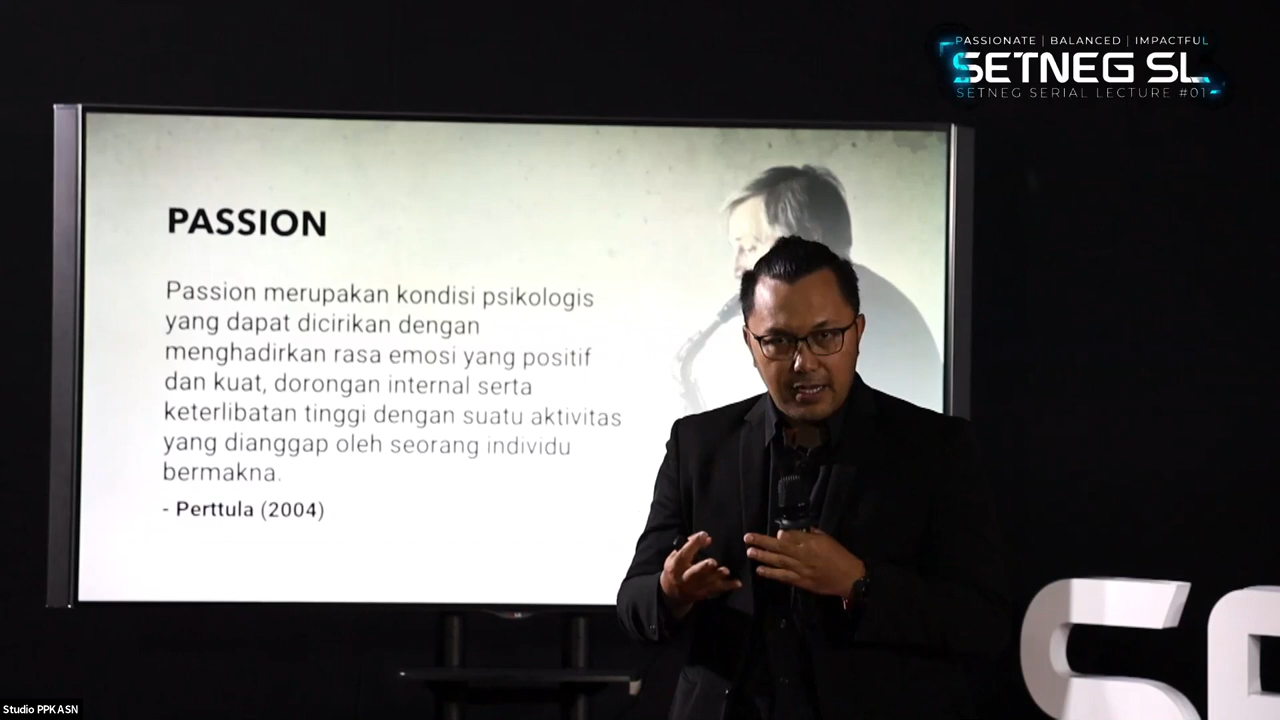 PASSIONATE | BALANCED | IMPACTFUL
SETNEG SL
SETNEG SERIAL LECTURE #01
PASSION
Passion merupakan kondisi psikologis
yang dapat dicirikan dengan
menghadirkan rasa emosi yang positif
dan kuat, dorongan internal serta
keterlibatan tinggi dengan suatu aktivitas
yang dianggap oleh seorang individu
bermakna.
- Perttula (2004)
SE
Studio PPKASN